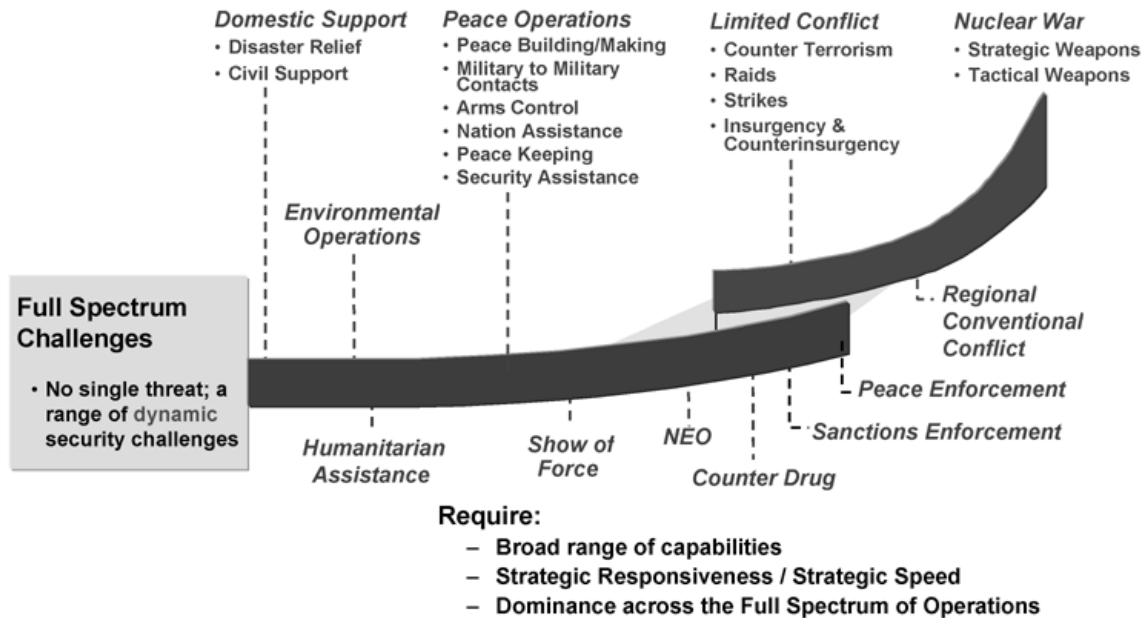 Domestic Support
• Disaster Relief
• Civil Support
Peace Operations
• Peace Building/Making
• Military to Military
Contacts
• Arms Control
• Nation Assistance
• Peace Keeping
• Security Assistance
Limited Conflict
• Counter Terrorism
• Raids
• Strikes
• Insurgency &
Counterinsurgency
Nuclear War
• Strategic Weapons
• Tactical Weapons
Environmental
Operations
Full Spectrum
Challenges
• No single threat; a
range of dynamic
security challenges
Regional
Conventional
Conflict
Peace Enforcement
Sanctions Enforcement
Humanitarian
Assistance
Show of
Force
NEO
Counter Drug
Require:
– Broad range of capabilities
– Strategic Responsiveness / Strategic Speed
– Dominance across the Full Spectrum of Operations